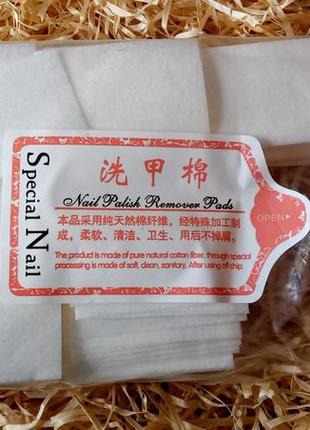 Special Nail
洗甲棉
Nail Palish Remover Pads
本品采用纯天然棉纤维，经特殊加工制
成，柔软、清洁、卫生、用后不掉屑。
The product is made of pure natural cotton fiber, through special
processing is made of soft, clean, sanitary. After using off chip.
OPEN